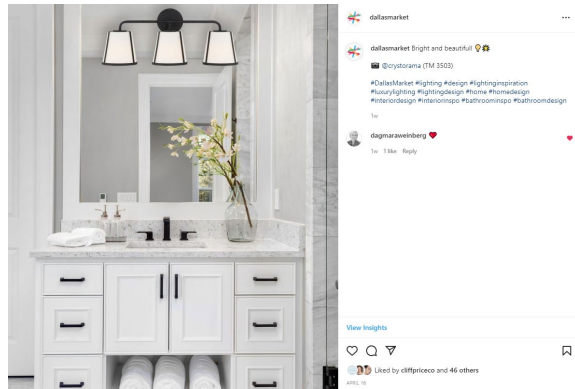 dallasmarket
dallasmarket Bright and beautiful! 
@crystorama (TM 3503)
#DallasMarket #lighting #design #lightinginspiration
#luxurylighting #lightingdesign #home #homedesign
#interiordesign #interiorinspo #bathroominspo #bathroomdesign
1w
dagmaraweinberg
1w 1 like Reply
View Insights
Liked by cliffpriceco and 46 others
APRIL 18